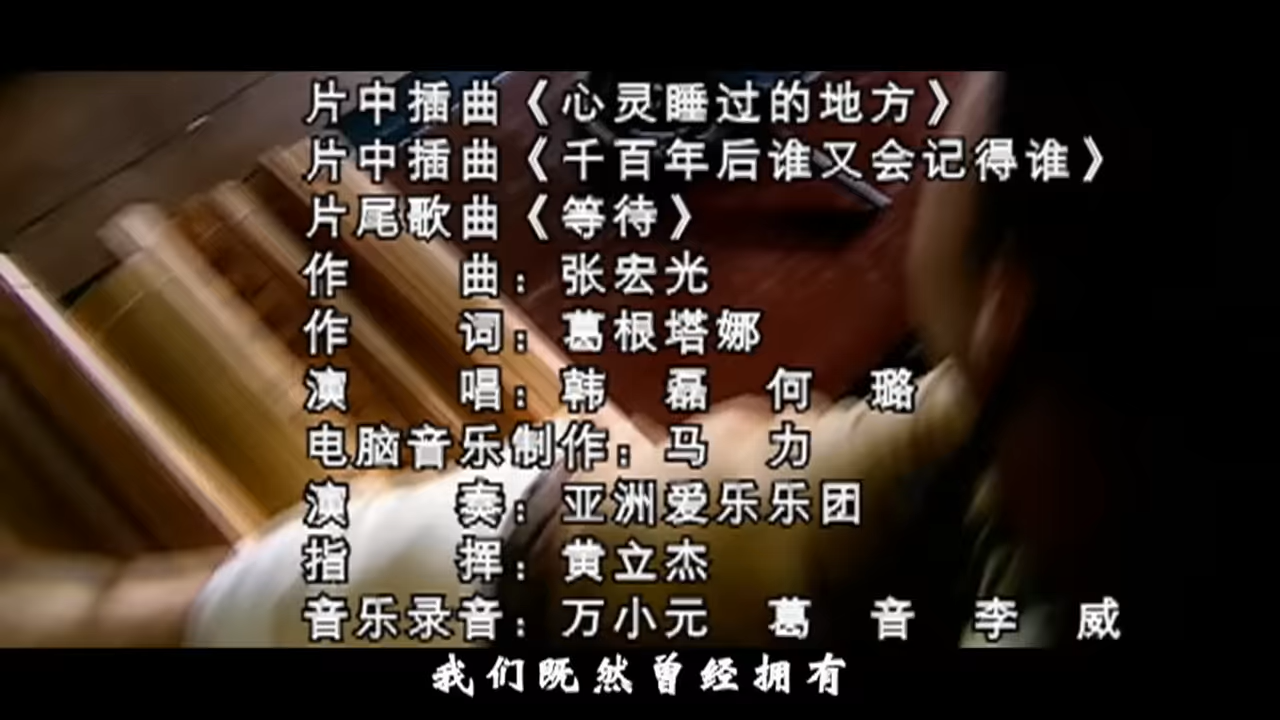 片中插曲《心灵睡过的地方》
片中插曲《千百年后谁又会记得谁》
片尾歌曲《等待》
作 曲：张宏光
作 词：葛根塔娜
演 唱：韩 磊 何 璐
电脑音乐制作：马 力
演 奏：亚洲爱乐乐团
指 挥：黄立杰
音乐录音：万小元 葛 音 李 威
我们既然曾经拥有